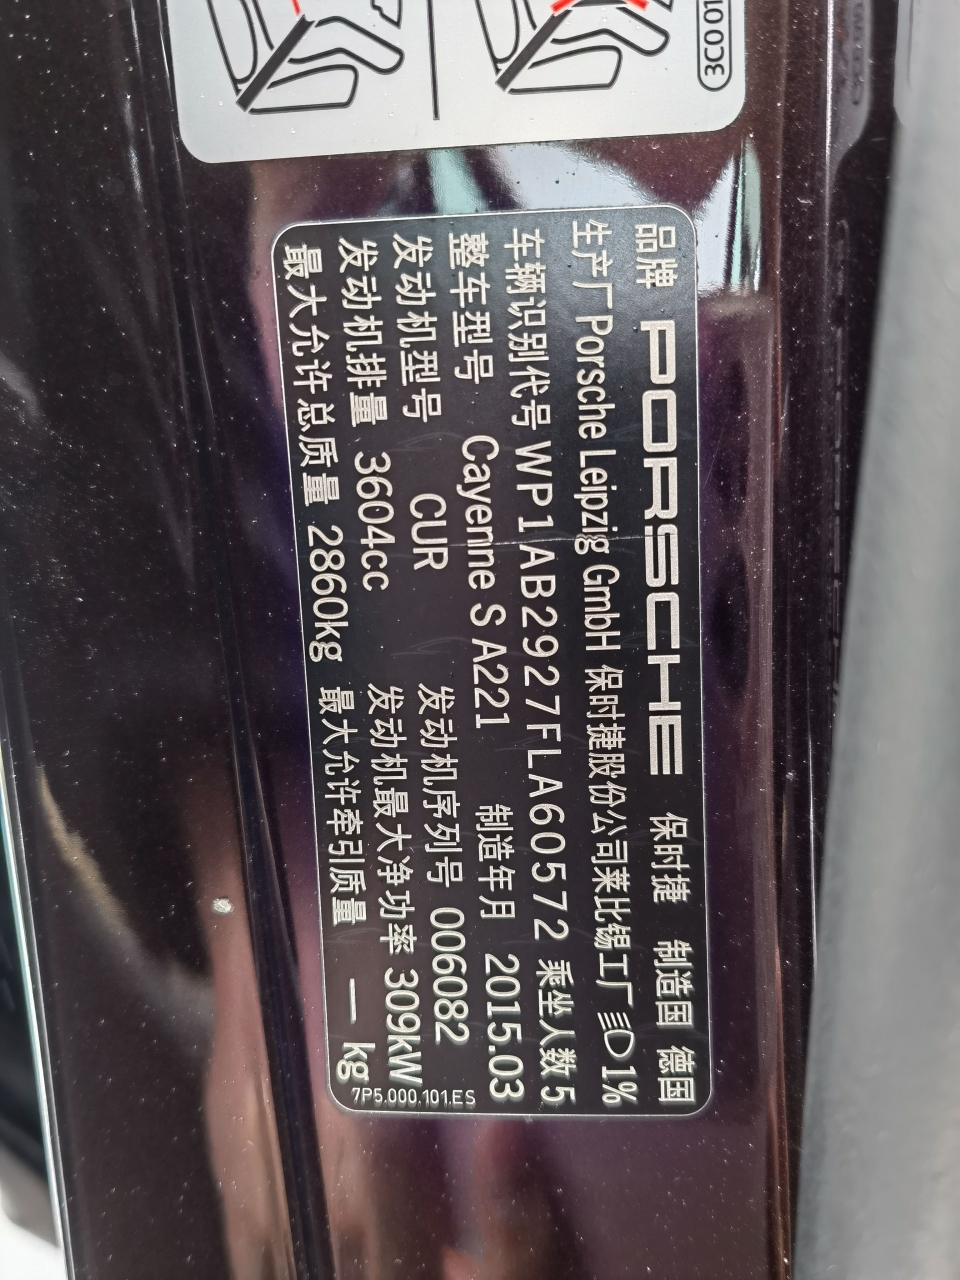 3C010
品牌 PORSCHE 保时捷 制造国 德国
生产厂 Porsche Leipzig GmbH 保时捷股份公司莱比锡工厂 1%
车辆识别代号 WP1AB2927FLA60572 乘坐人数 5
整车型号 Cayenne S A221 制造年月 2015.03
发动机型号 CUR 发动机序列号 006082
发动机排量 3604cc 发动机最大净功率 309kW
最大允许总质量 2860kg 最大允许牵引质量 — kg
7P5.000.101.ES